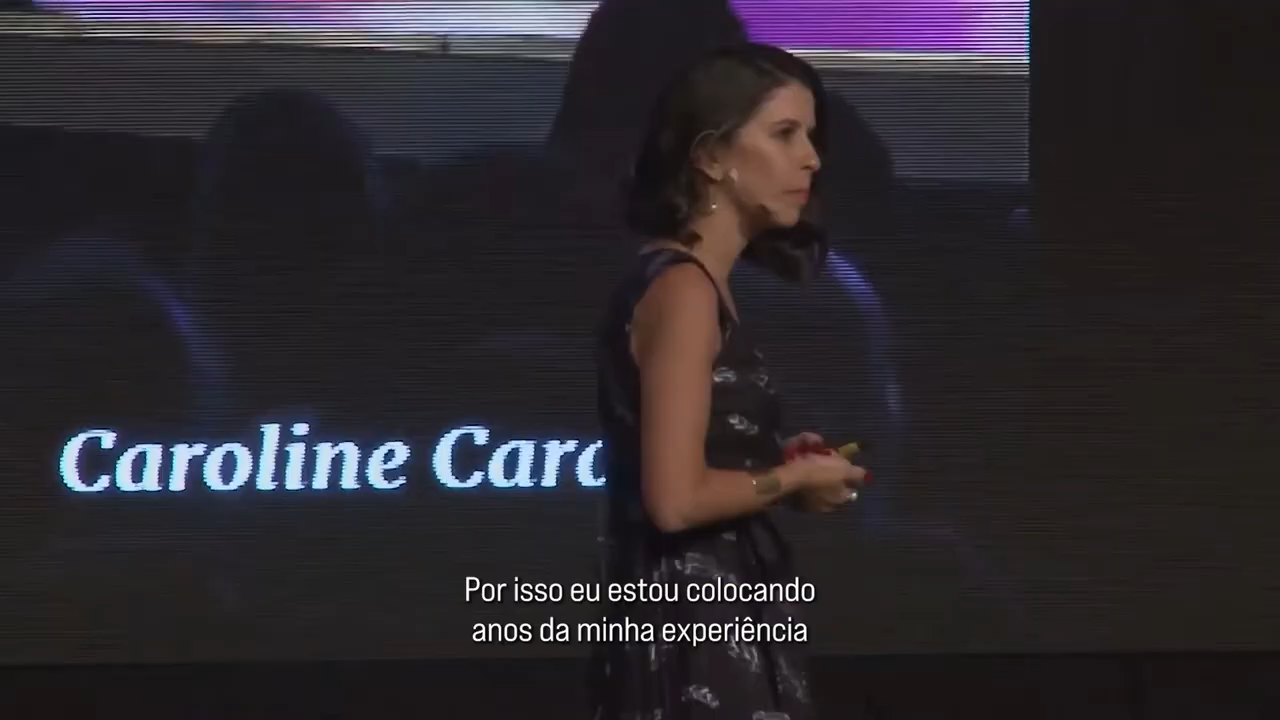 Caroline
Por isso eu estou colocando
anos da minha experiência